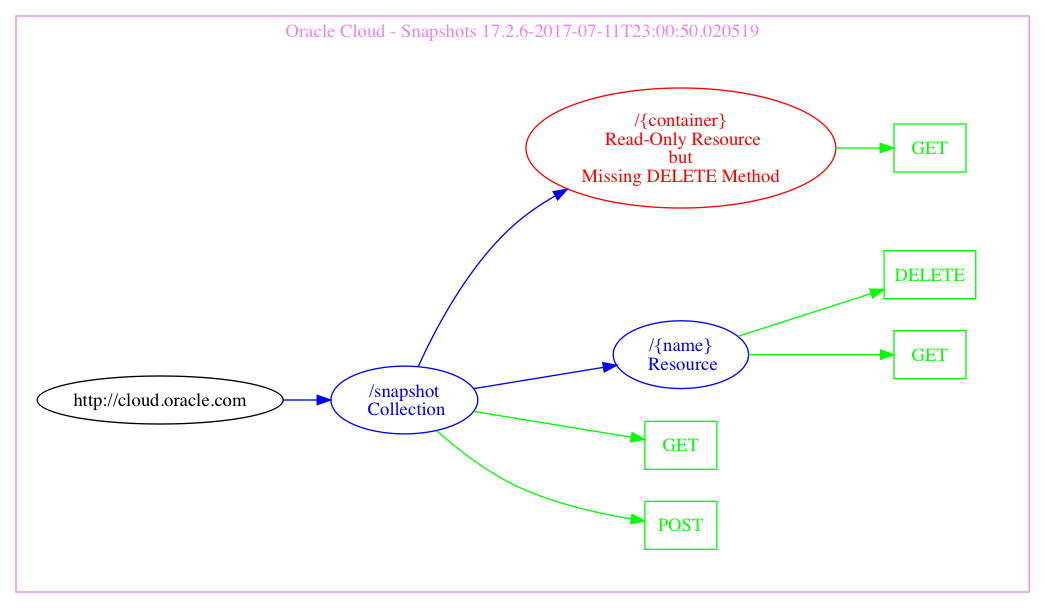 Oracle Cloud - Snapshots 17.2.6-2017-07-11T23:00:50.020519
/{container}
Read-Only Resource
but
Missing DELETE Method
GET
DELETE
/{name}
Resource
GET
http://cloud.oracle.com
/snapshot
Collection
GET
POST